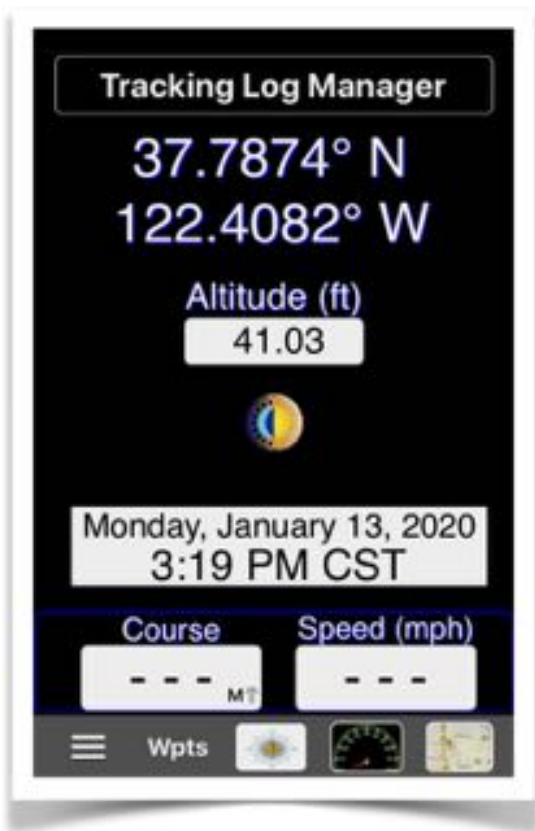 Tracking Log Manager
37.7874° N
122.4082° W
Altitude (ft)
41.03
Monday, January 13, 2020
3:19 PM CST
Course Speed (mph)
- - - M↑ - - -
Wpts